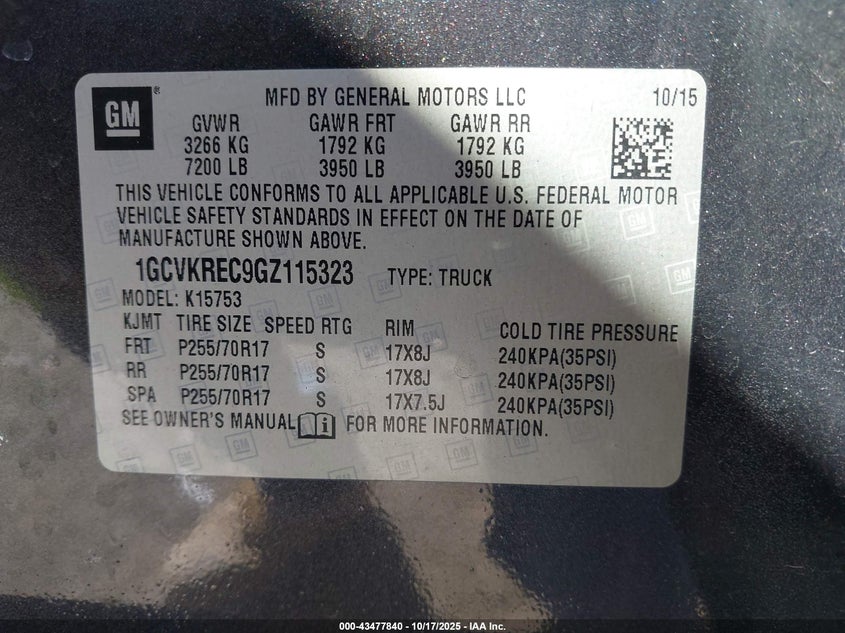 GM ® MFD BY GENERAL MOTORS LLC 10/15
GVWR GAWR FRT GAWR RR
3266 KG 1792 KG 1792 KG
7200 LB 3950 LB 3950 LB
THIS VEHICLE CONFORMS TO ALL APPLICABLE U.S. FEDERAL MOTOR
VEHICLE SAFETY STANDARDS IN EFFECT ON THE DATE OF
MANUFACTURE SHOWN ABOVE.
1GCVKREC9GZ115323 TYPE: TRUCK
MODEL: K15753
KJMT TIRE SIZE SPEED RTG RIM COLD TIRE PRESSURE
FRT P255/70R17 S 17X8J 240KPA(35PSI)
RR P255/70R17 S 17X8J 240KPA(35PSI)
SPA P255/70R17 S 17X7.5J 240KPA(35PSI)
SEE OWNER'S MANUAL FOR MORE INFORMATION.
000-43477840 - 10/17/2025 - IAA Inc.